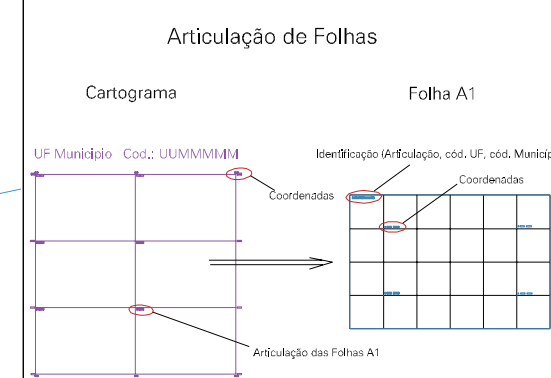 Articulação de Folhas
Cartograma
Folha A1
UF Municipio Cod.: UUMMMMM
Identificação (Articulação, cód. UF, cód. Municíp
Coordenadas
Coordenadas
Articulação das Folhas A1